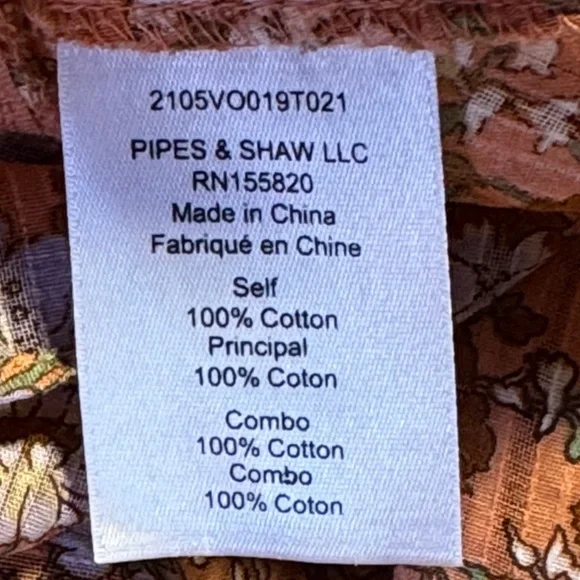 2105VO019T021
PIPES & SHAW LLC
RN155820
Made in China
Fabriqué en Chine
Self
100% Cotton
Principal
100% Coton
Combo
100% Cotton
Combo
100% Coton